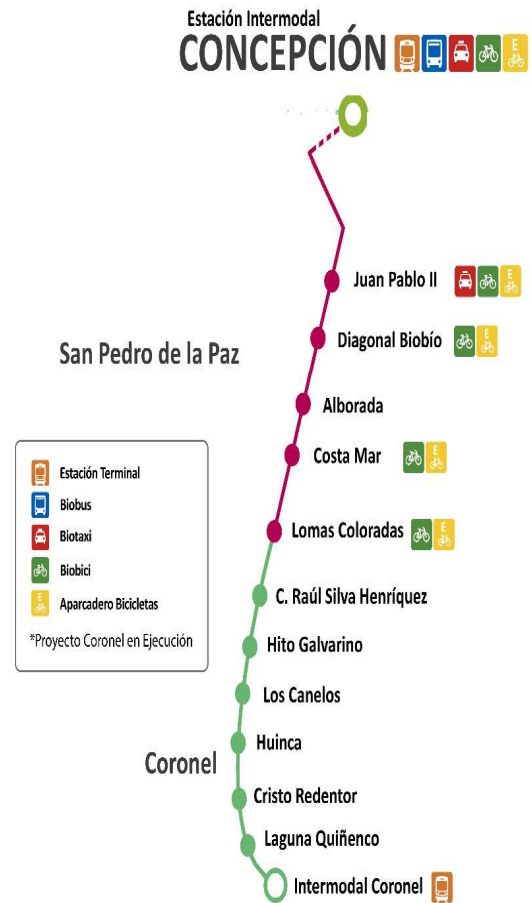 Estación Intermodal
CONCEPCIÓN
Juan Pablo II
Diagonal Biobío
San Pedro de la Paz
Alborada
Costa Mar
Estación Terminal
Biobus
Biotaxi
Biobici
E
Aparcadero Bicicletas
*Proyecto Coronel en Ejecución
Lomas Coloradas
C. Raúl Silva Henríquez
Hito Galvarino
Los Canelos
Huinca
Coronel
Cristo Redentor
Laguna Quiñenco
Intermodal Coronel